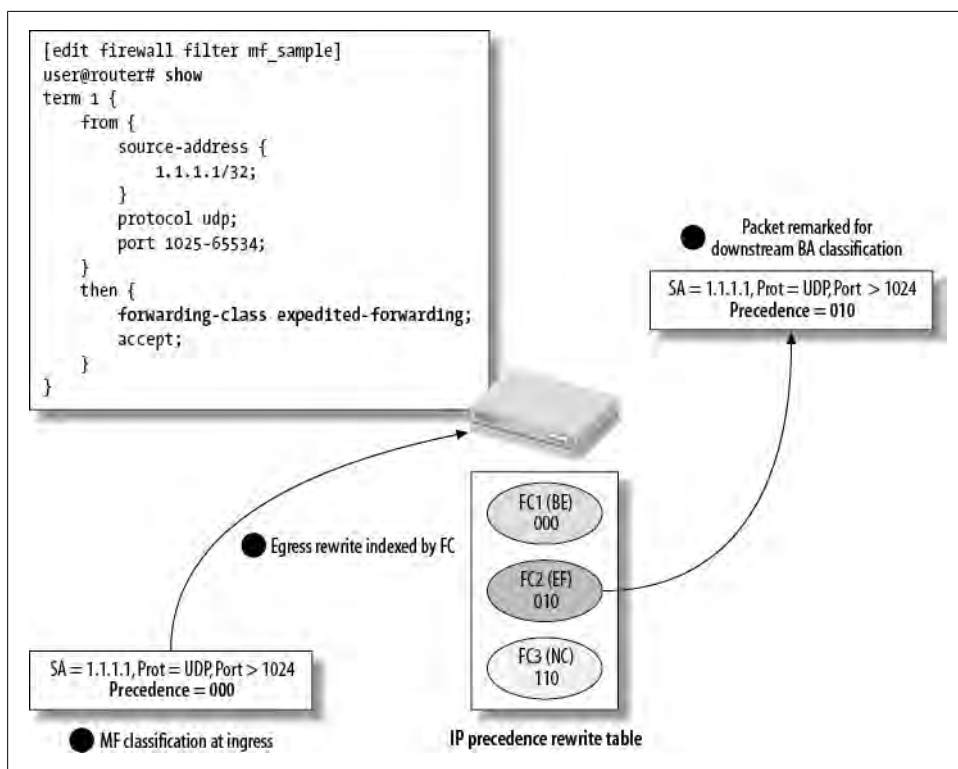 [edit firewall filter mf_sample]
user@router# show
term 1 {
    from {
        source-address {
            1.1.1.1/32;
        }
        protocol udp;
        port 1025-65534;
    }
    then {
        forwarding-class expedited-forwarding;
        accept;
    }
}
Packet remarked for
downstream BA classification
SA = 1.1.1.1, Prot = UDP, Port > 1024
Precedence = 010
Egress rewrite indexed by FC
FC1 (BE)
000
FC2 (EF)
010
FC3 (NC)
110
IP precedence rewrite table
SA = 1.1.1.1, Prot = UDP, Port > 1024
Precedence = 000
MF classification at ingress